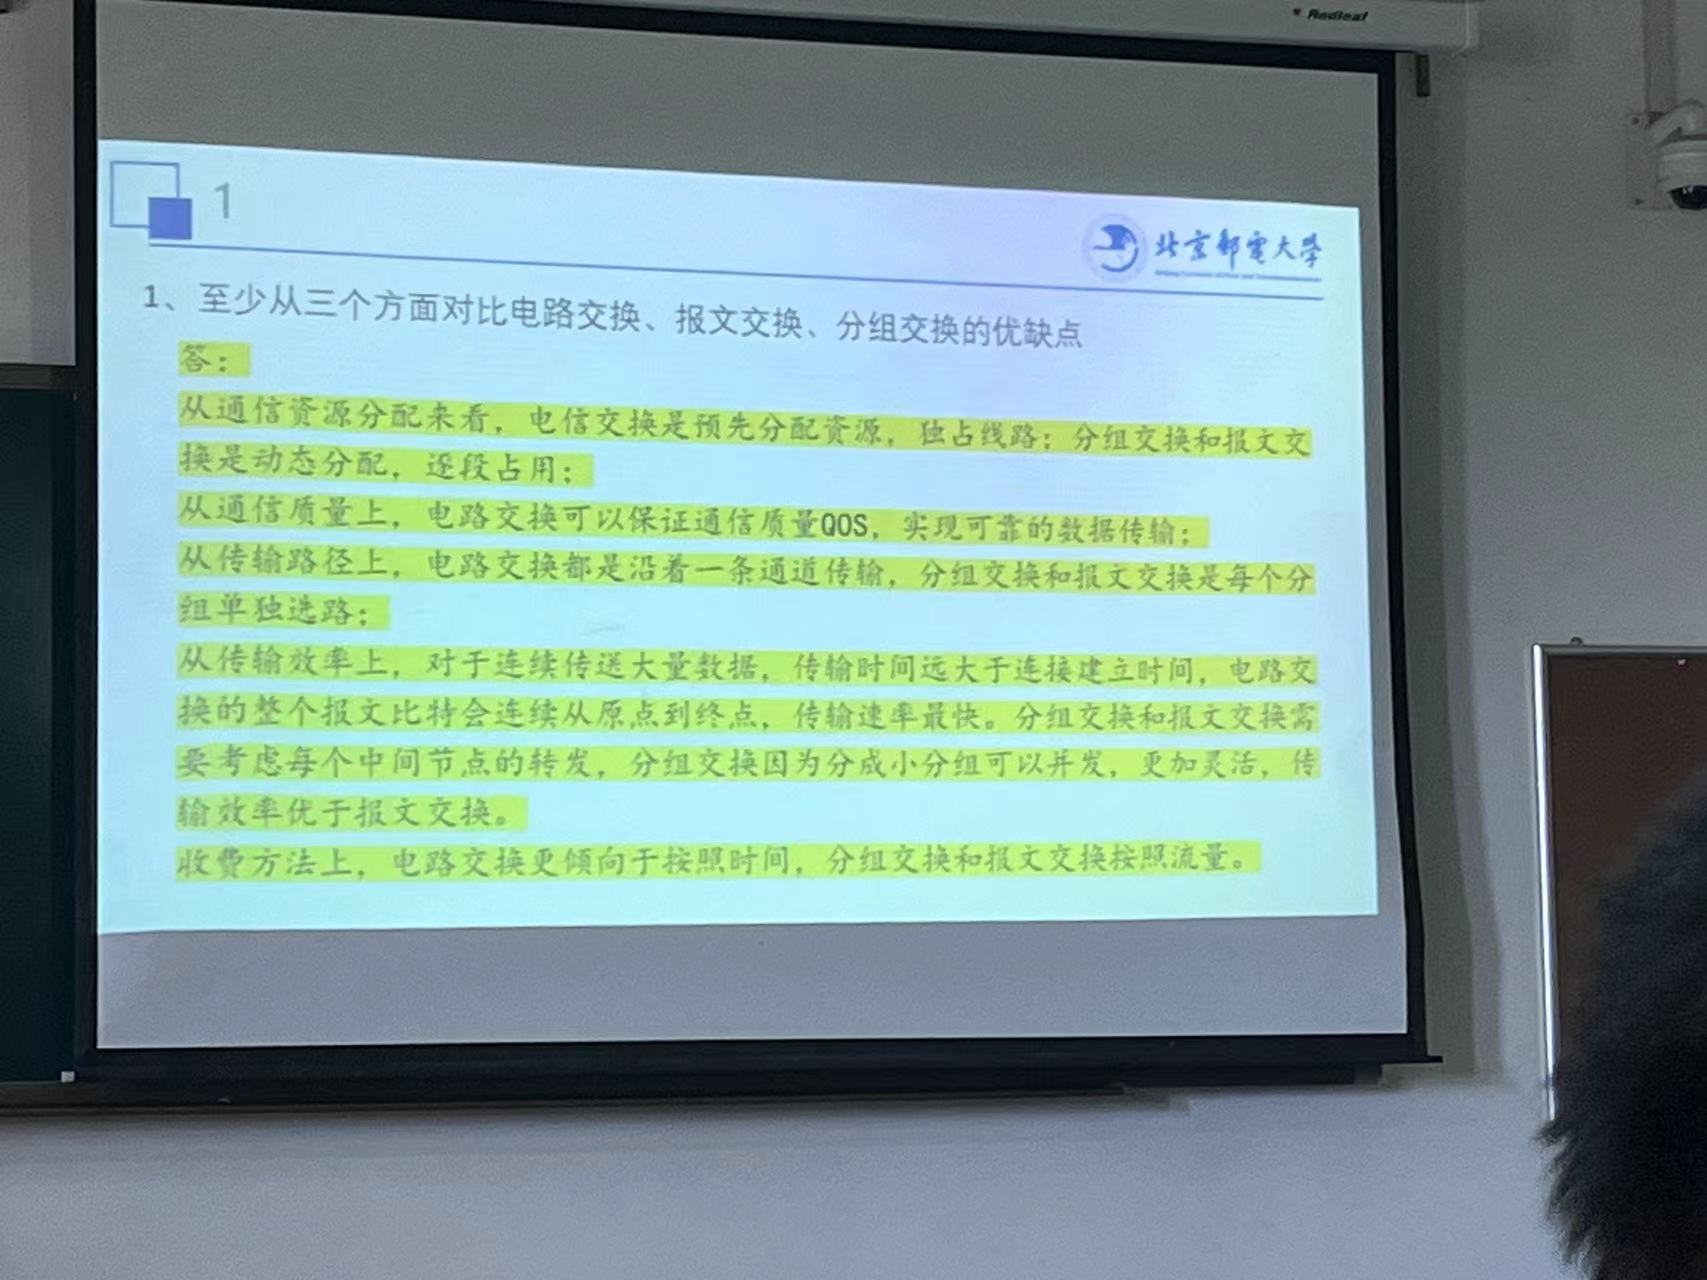 Redleaf
1
北京邮电大学
1、至少从三个方面对比电路交换、报文交换、分组交换的优缺点
答:
从通信资源分配来看，电信交换是预先分配资源，独占线路；分组交换和报文交
换是动态分配，逐段占用；
从通信质量上，电路交换可以保证通信质量QOS，实现可靠的数据传输；
从传输路径上，电路交换都是沿着一条通道传输，分组交换和报文交换是每个分
组单独选路；
从传输效率上，对于连续传送大量数据，传输时间远大于连接建立时间，电路交
换的整个报文比特会连续从原点到终点，传输速率最快。分组交换和报文交换需
要考虑每个中间节点的转发，分组交换因为分成小分组可以并发，更加灵活，传
输效率优于报文交换。
收费方法上，电路交换更倾向于按照时间，分组交换和报文交换按照流量。